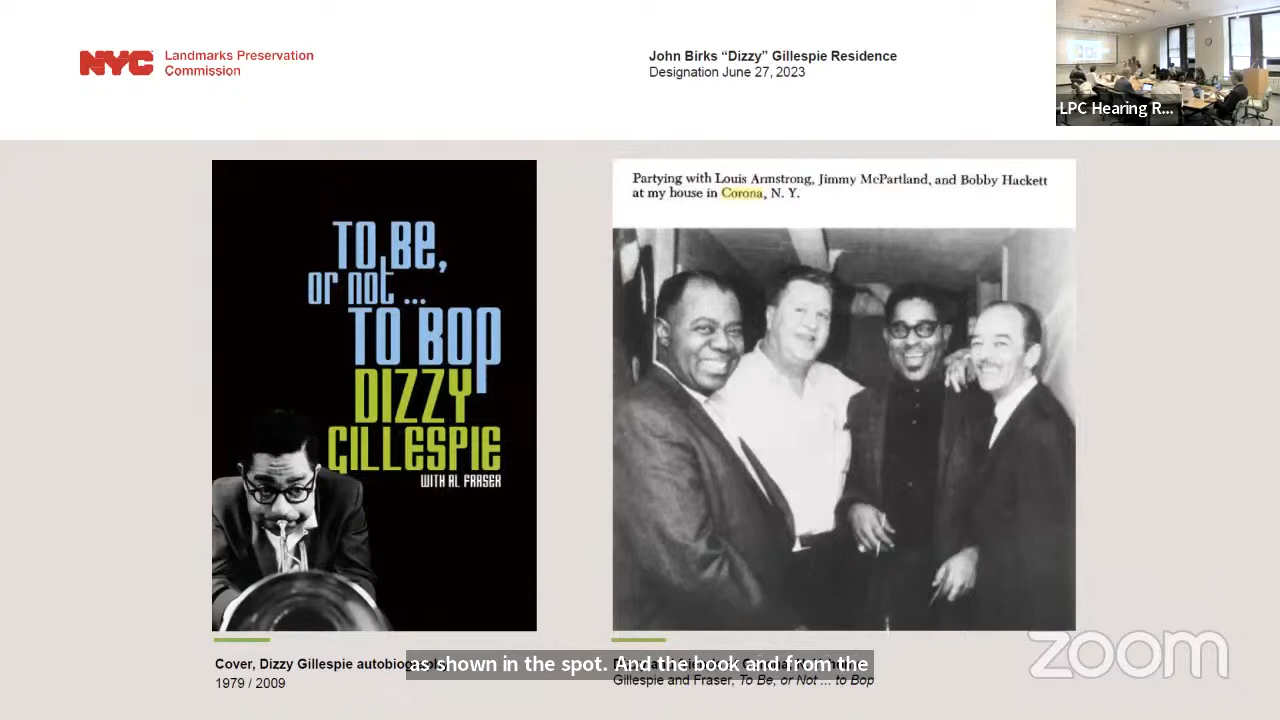 NYC Landmarks Preservation
Commission
John Birks “Dizzy” Gillespie Residence
Designation June 27, 2023
LPC Hearing R...
TO BE,
or not ...
TO BOP
DIZZY
GILLESPIE
WITH AL FRASER
Partying with Louis Armstrong, Jimmy McPartland, and Bobby Hackett
at my house in Corona, N. Y.
Cover, Dizzy Gillespie
1979 / 2009
Gillespie and Fraser, To Be, or Not ... to Bop
as shown in the spot. And the book and from the
zoom